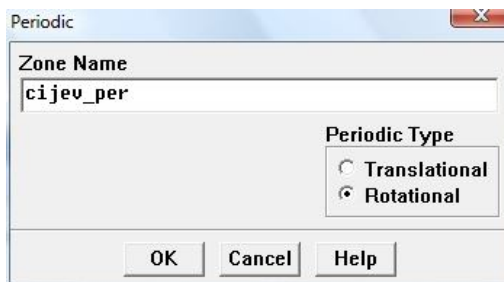 Periodic
Zone Name
cijev_per
Periodic Type
Translational
Rotational
OK Cancel Help